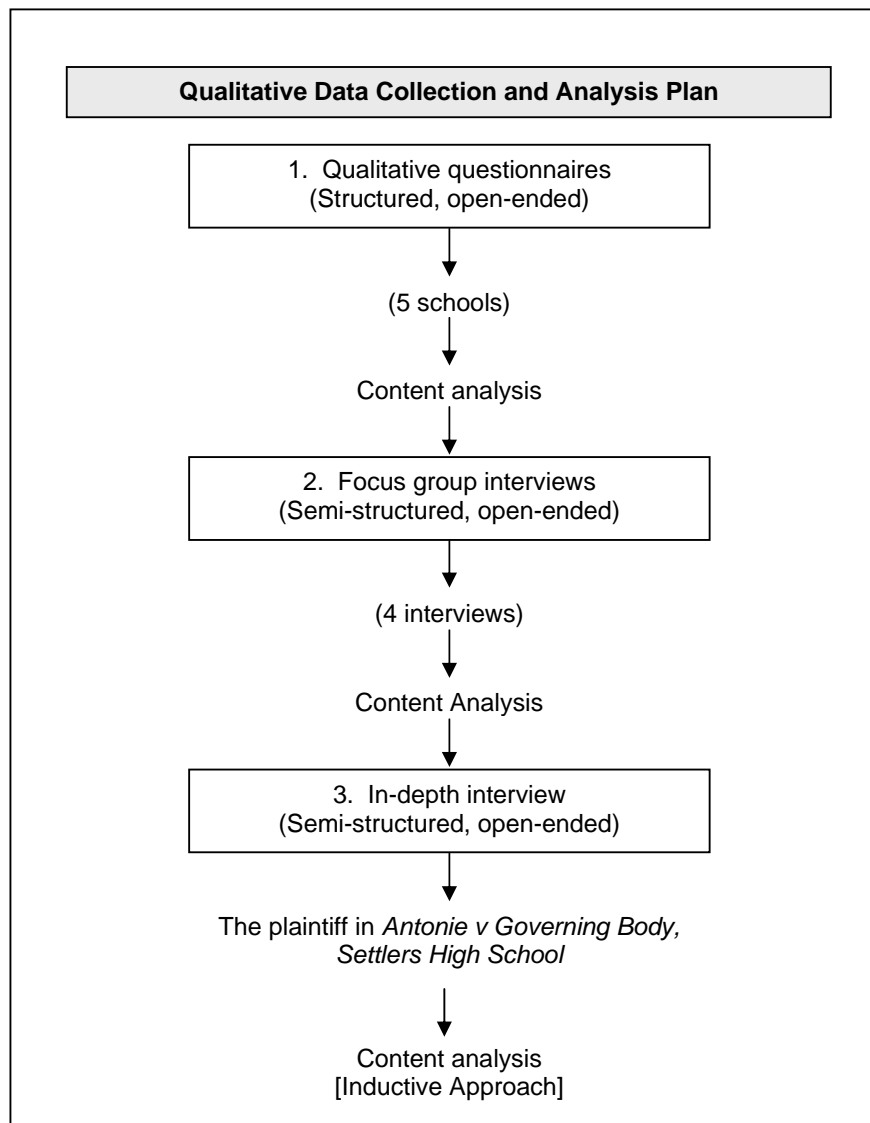 Qualitative Data Collection and Analysis Plan
1. Qualitative questionnaires
(Structured, open-ended)
(5 schools)
Content analysis
2. Focus group interviews
(Semi-structured, open-ended)
(4 interviews)
Content Analysis
3. In-depth interview
(Semi-structured, open-ended)
The plaintiff in Antonie v Governing Body,
Settlers High School
Content analysis
[Inductive Approach]